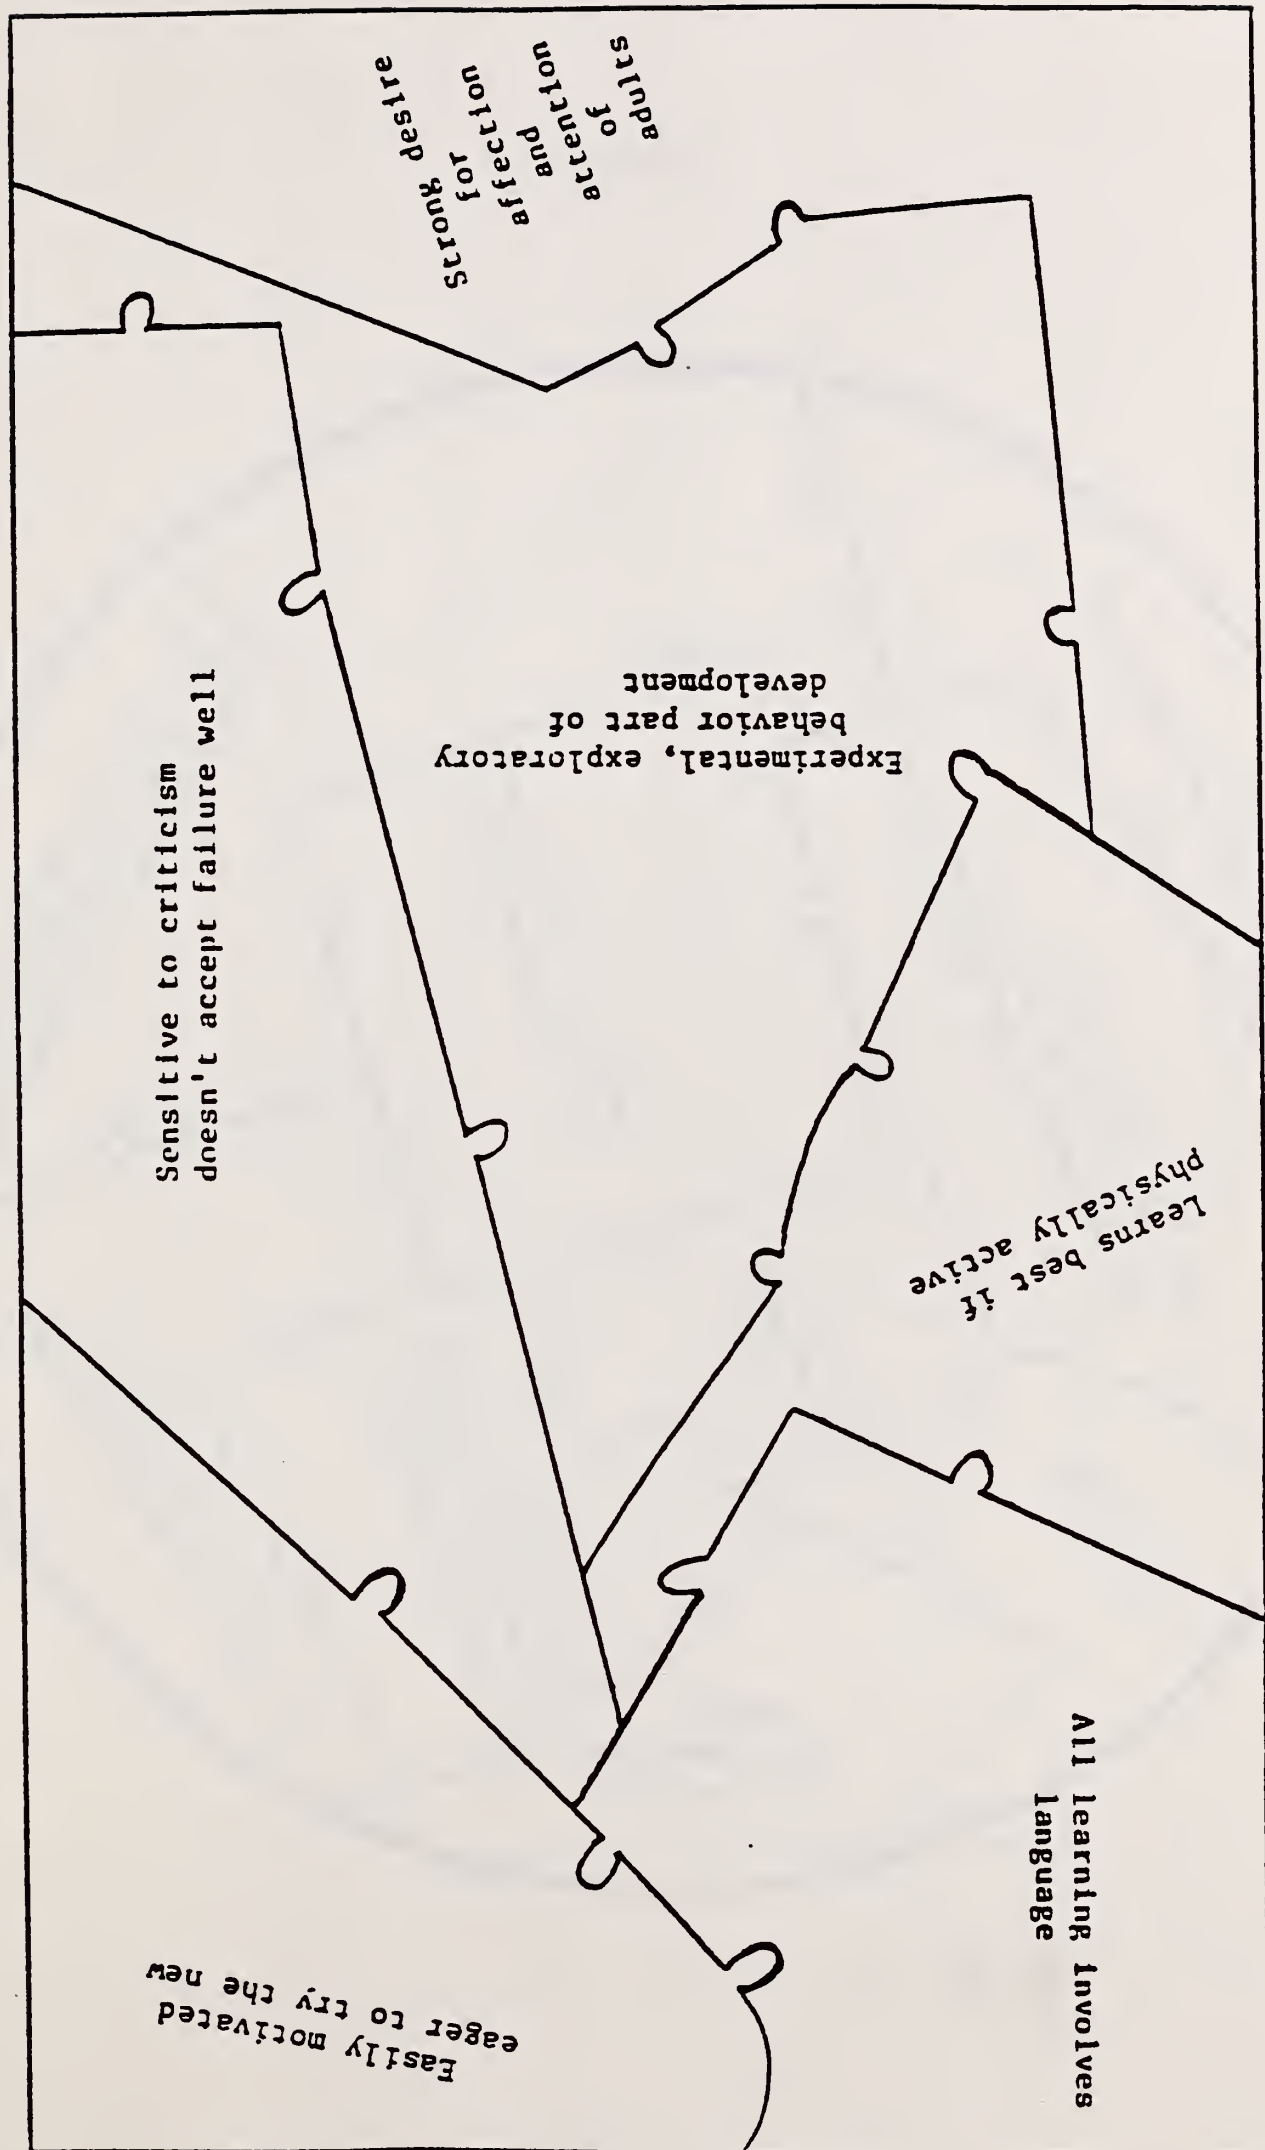 Strong desire
for
affection
and
attention
of
adults
Experimental, exploratory
behavior part of
development
Sensitive to criticism
doesn't accept failure well
Learns best if
physically active
All learning involves
language
Easily motivated
eager to try the new